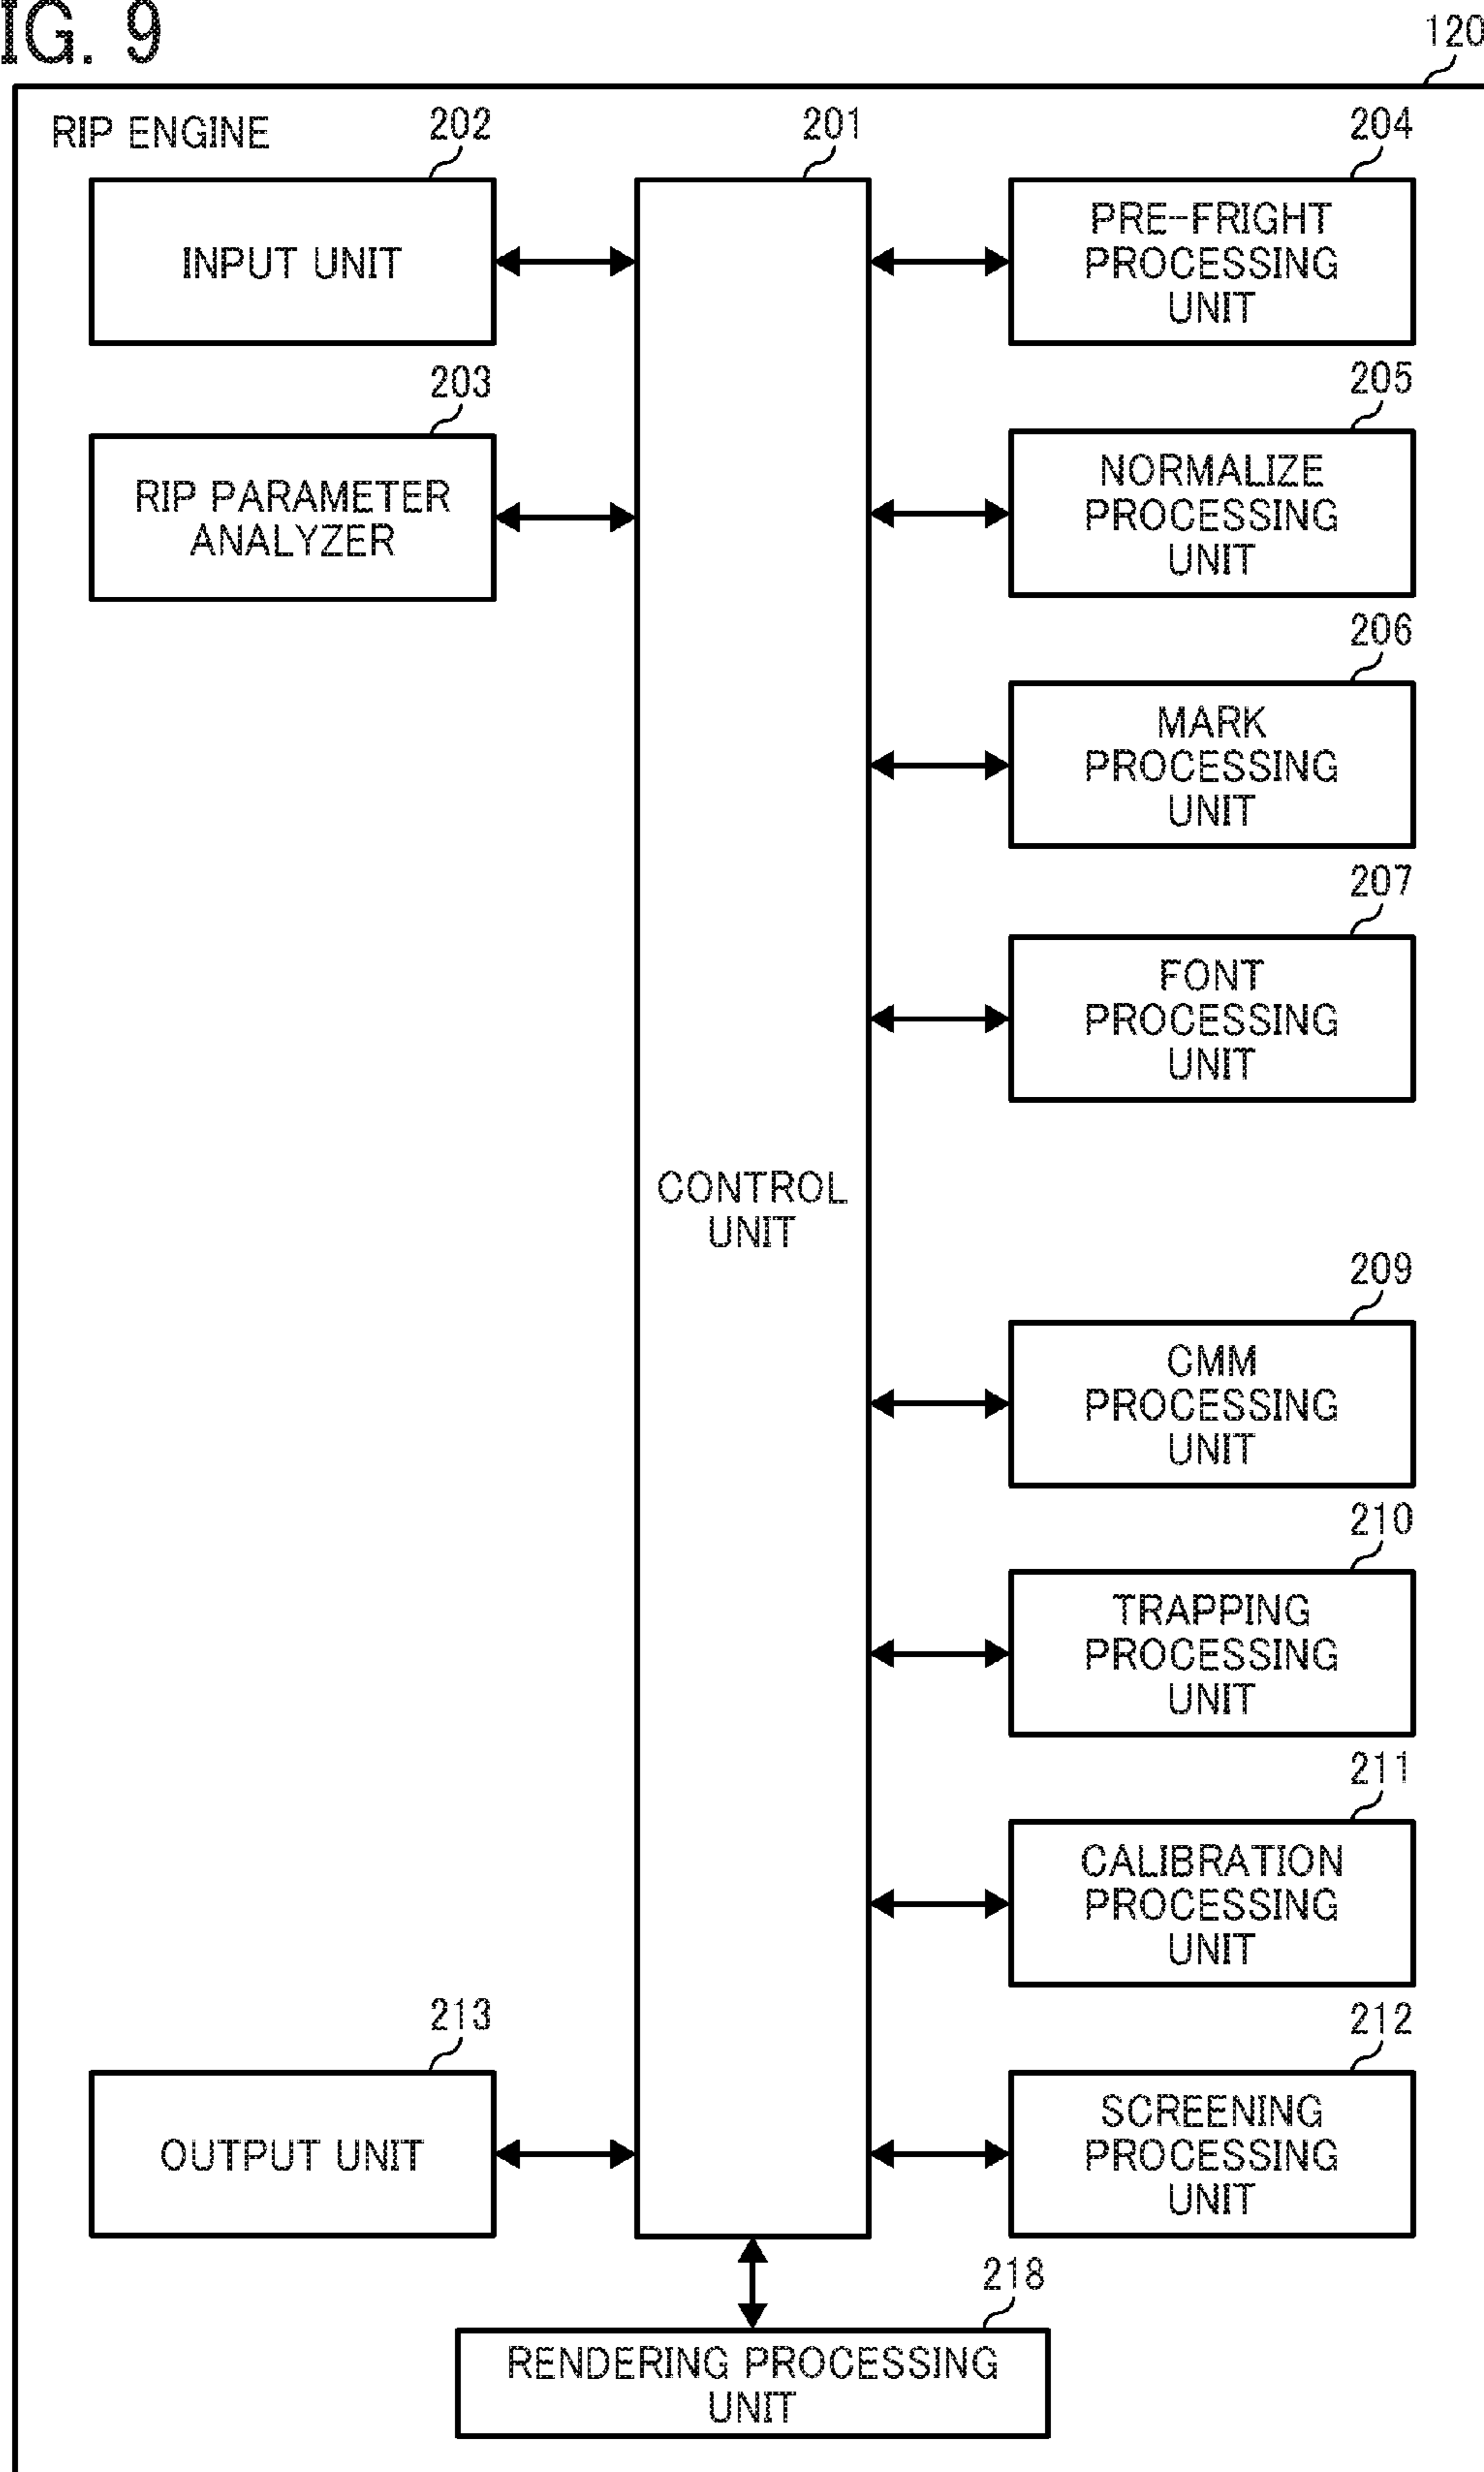 IG. 9
120
RIP ENGINE
202
201
204
INPUT UNIT
PRE-FRIGHT
PROCESSING
UNIT
203
205
RIP PARAMETER
ANALYZER
NORMALIZE
PROCESSING
UNIT
206
MARK
PROCESSING
UNIT
207
FONT
PROCESSING
UNIT
CONTROL
UNIT
209
CMM
PROCESSING
UNIT
210
TRAPPING
PROCESSING
UNIT
211
CALIBRATION
PROCESSING
UNIT
213
212
OUTPUT UNIT
SCREENING
PROCESSING
UNIT
218
RENDERING PROCESSING
UNIT